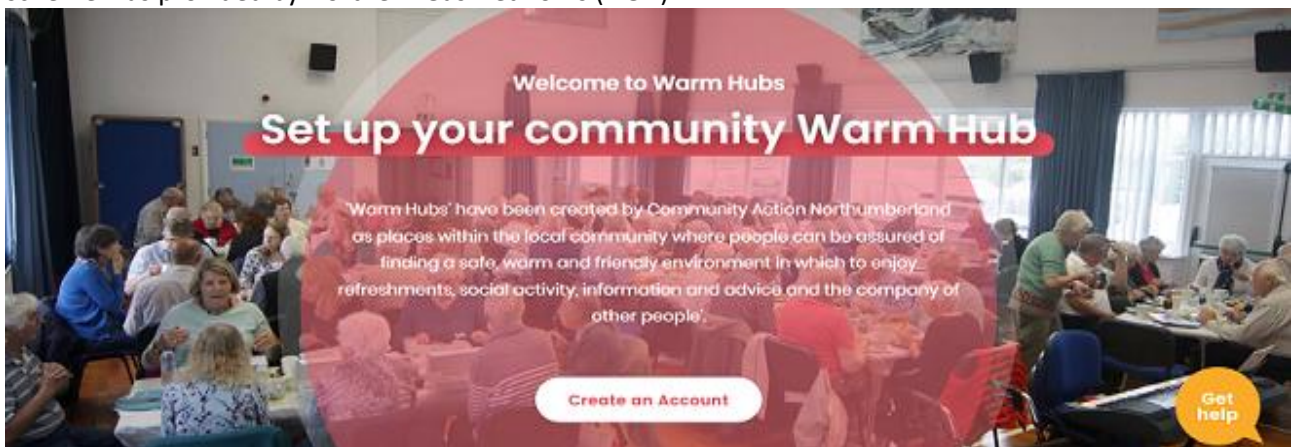 Welcome to Warm Hubs
Set up your community Warm Hub
'Warm Hubs' have been created by Community Action Northumberland
as places within the local community where people can be assured of
finding a safe, warm and friendly environment in which to enjoy
refreshments, social activity, information and advice and the company of
other people'.
Create an Account
Get
help